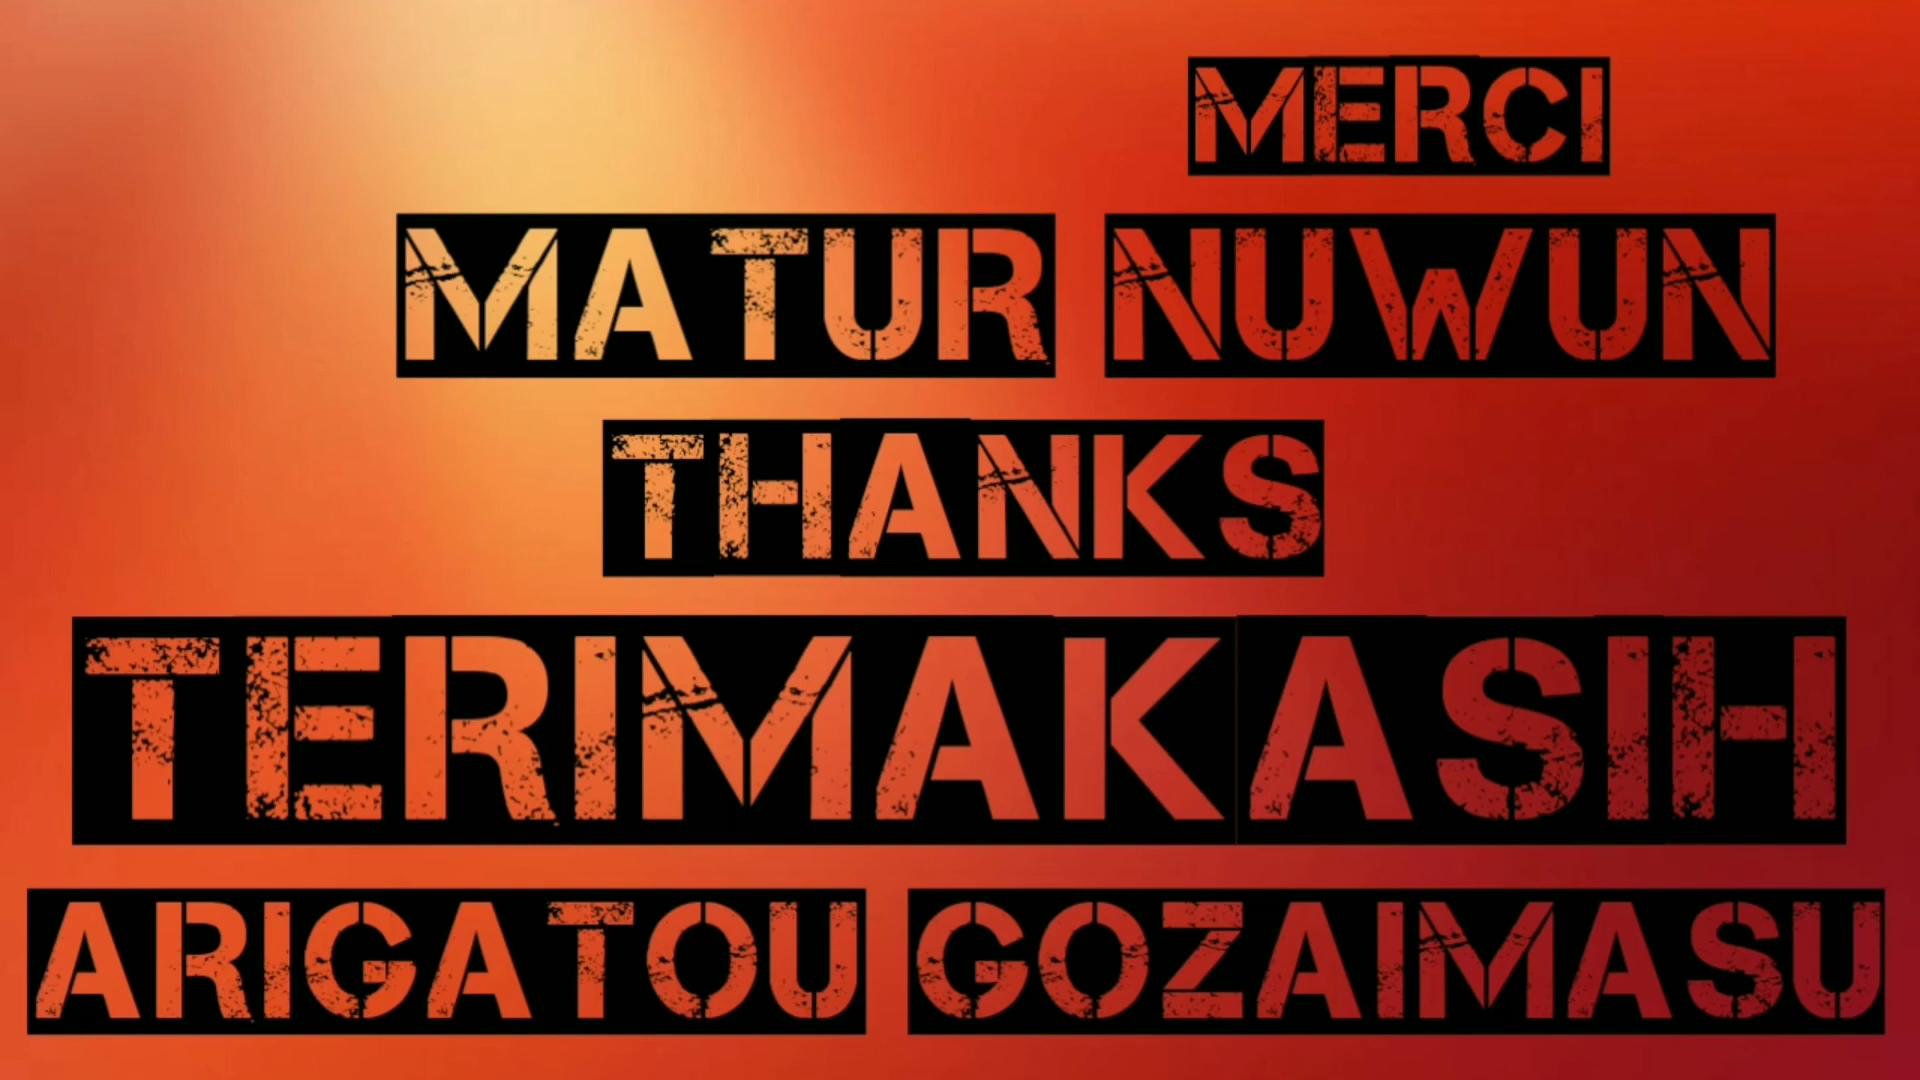 MERCI
MATUR NUWUN
THANKS
TERIMAKASIH
ARIGATOU GOZAIMASU